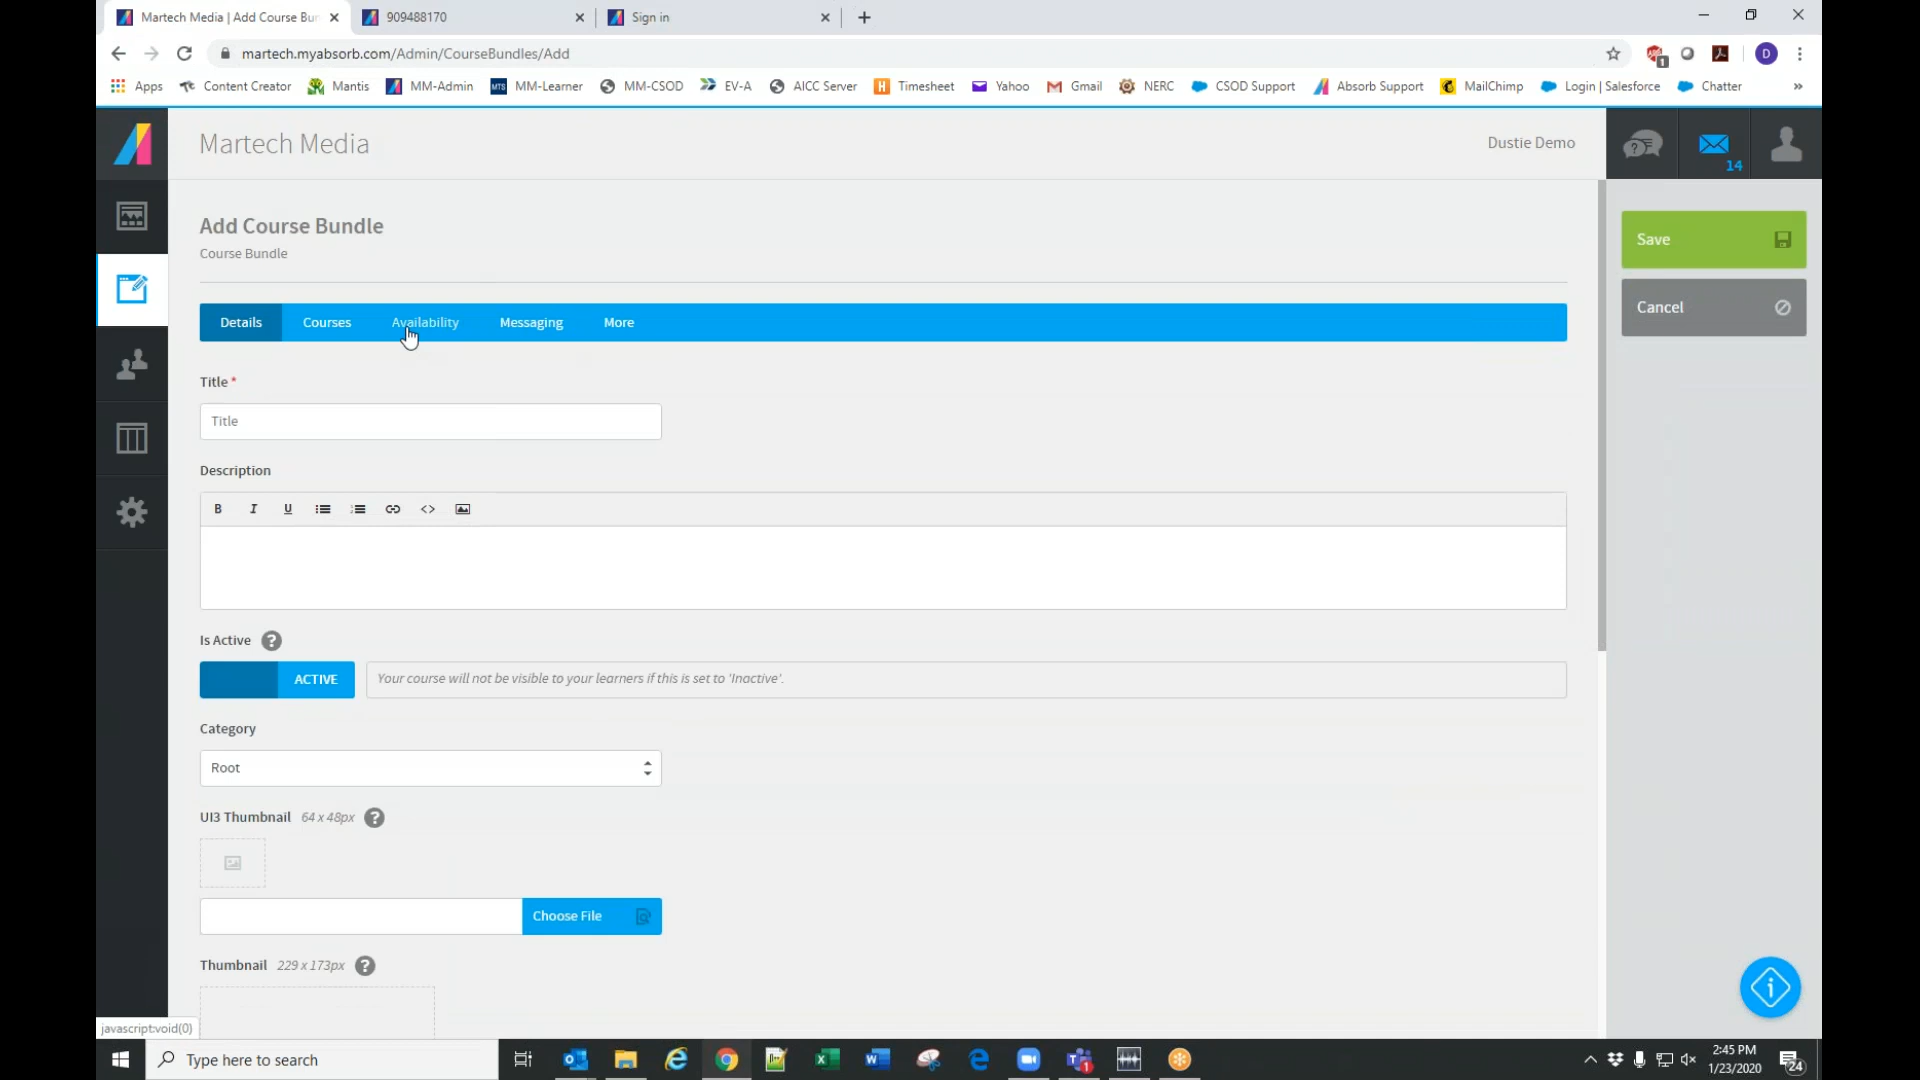 Martech Media | Add Course Bun
909488170
Sign in
martech.myabsorb.com/Admin/CourseBundles/Add
1
D
Apps
Content Creator
Mantis
MM-Admin
MTS
MM-Learner
MM-CSOD
EV-A
AICC Server
H
Timesheet
Yahoo
Gmail
NERC
CSOD Support
Absorb Support
MailChimp
Login | Salesforce
Chatter
»
Martech Media
Dustie Demo
14
Add Course Bundle
Course Bundle
Save
Cancel
Details
Courses
Availability
Messaging
More
Title *
Title
Description
B I U <>
Is Active ?
ACTIVE
Your course will not be visible to your learners if this is set to 'Inactive'.
Category
Root
UI3 Thumbnail 64 x 48px ?
Choose File
Thumbnail 229 x 173px ?
javascript:void(0)
Type here to search
1
2:45 PM
1/23/2020
24